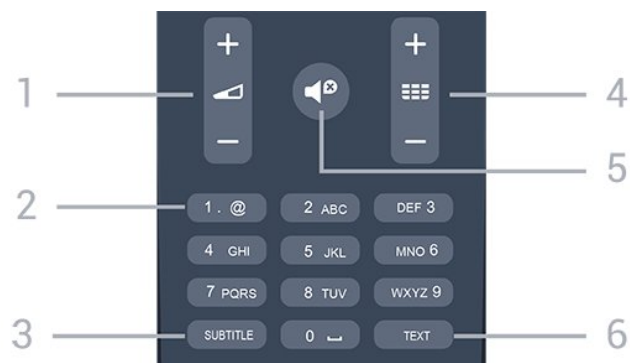 + +
1 4
− −
5
2 1 . @ 2 ABC DEF 3
4 GHI 5 JKL MNO 6
7 PQRS 8 TUV WXYZ 9
3 SUBTITLE 0 ⎵ TEXT 6